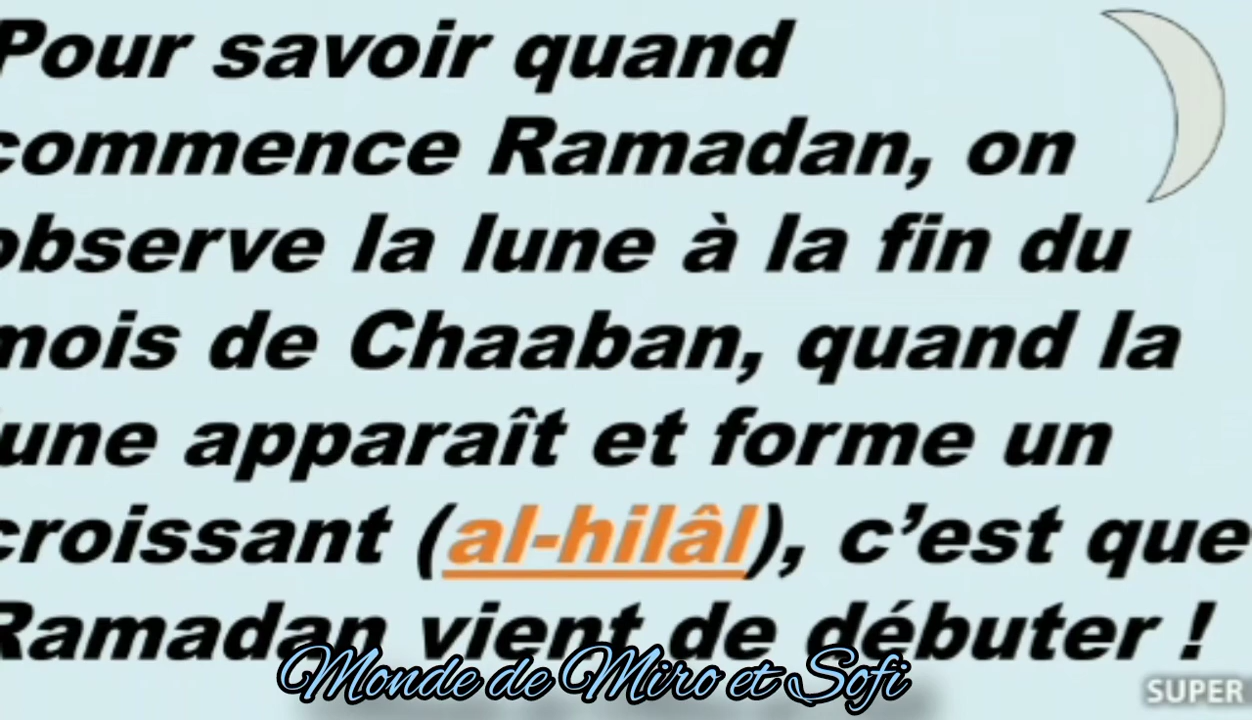 Pour savoir quand
commence Ramadan, on
observe la lune à la fin du
mois de Chaaban, quand la
lune apparaît et forme un
croissant (al-hilâl), c’est que
Ramadan vient de débuter !
Monde de Miro et Sofi
SUPER